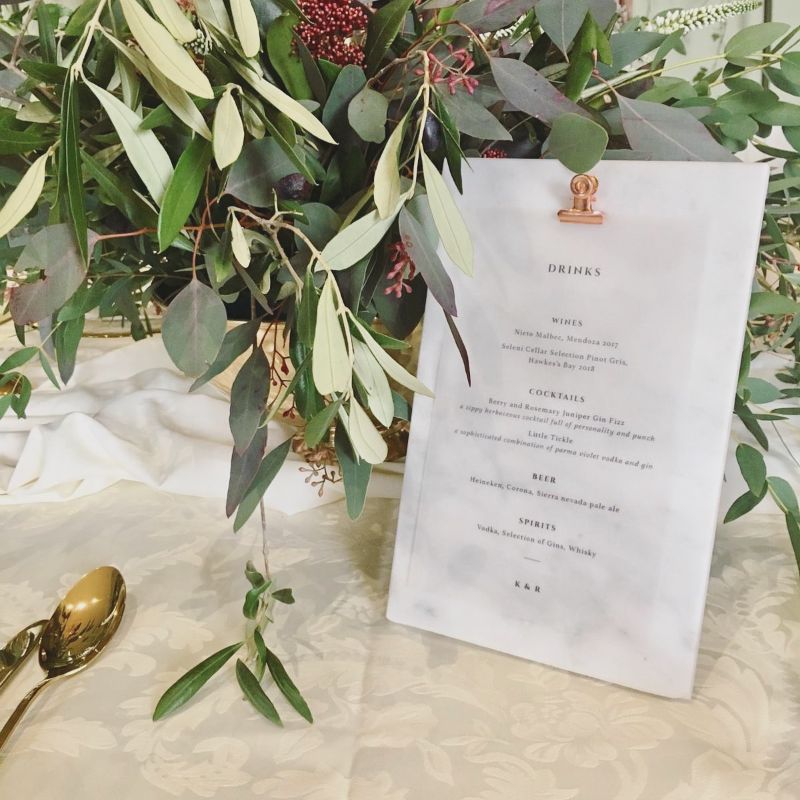 DRINKS
WINES
Nieto Malbec, Mendoza 2017
Seleni Cellar Selection Pinot Gris,
Hawkes's Bay 2018
COCKTAILS
Berry and Rosemary Juniper Gin Fizz
a zippy herbaceous cocktail full of personality and punch
Little Tickle
a sophisticated combination of parma violet vodka and gin
BEER
Heineken, Corona, Sierra nevada pale ale
SPIRITS
Vodka, Selection of Gins, Whisky
K & R